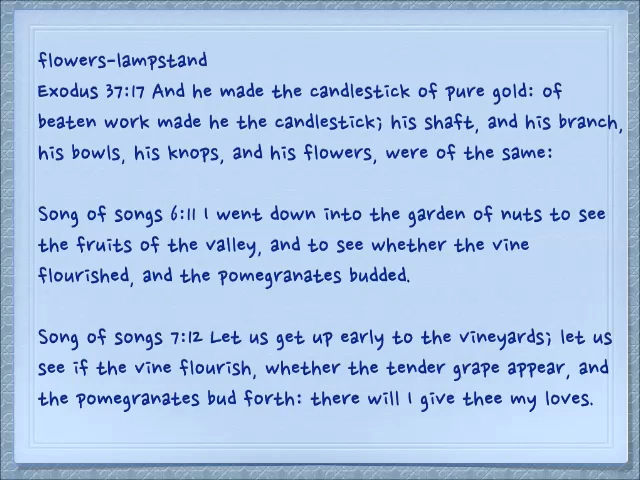 flowers-lampstand
Exodus 37:17 And he made the candlestick of pure gold: of
beaten work made he the candlestick; his shaft, and his branch,
his bowls, his knops, and his flowers, were of the same:
Song of songs 6:11 I went down into the garden of nuts to see
the fruits of the valley, and to see whether the vine
flourished, and the pomegranates budded.
Song of songs 7:12 Let us get up early to the vineyards; let us
see if the vine flourish, whether the tender grape appear, and
the pomegranates bud forth: there will I give thee my loves.